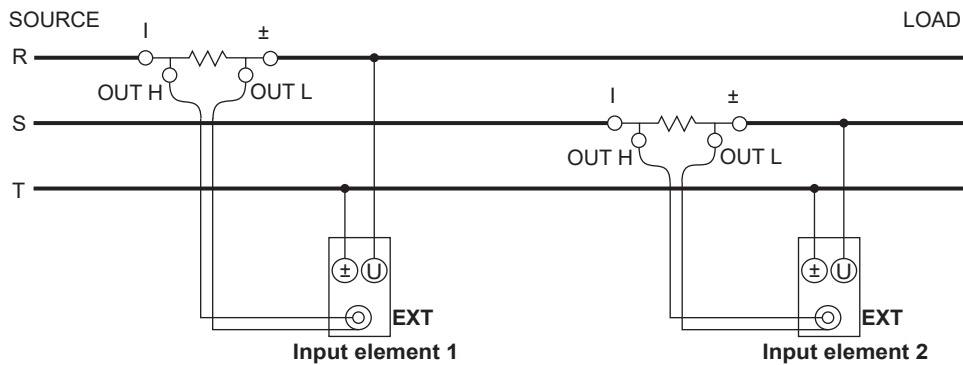 SOURCE
LOAD
I
±
R
OUT H
OUT L
I
±
S
OUT H
OUT L
T
±
U
±
U
EXT
EXT
Input element 1
Input element 2